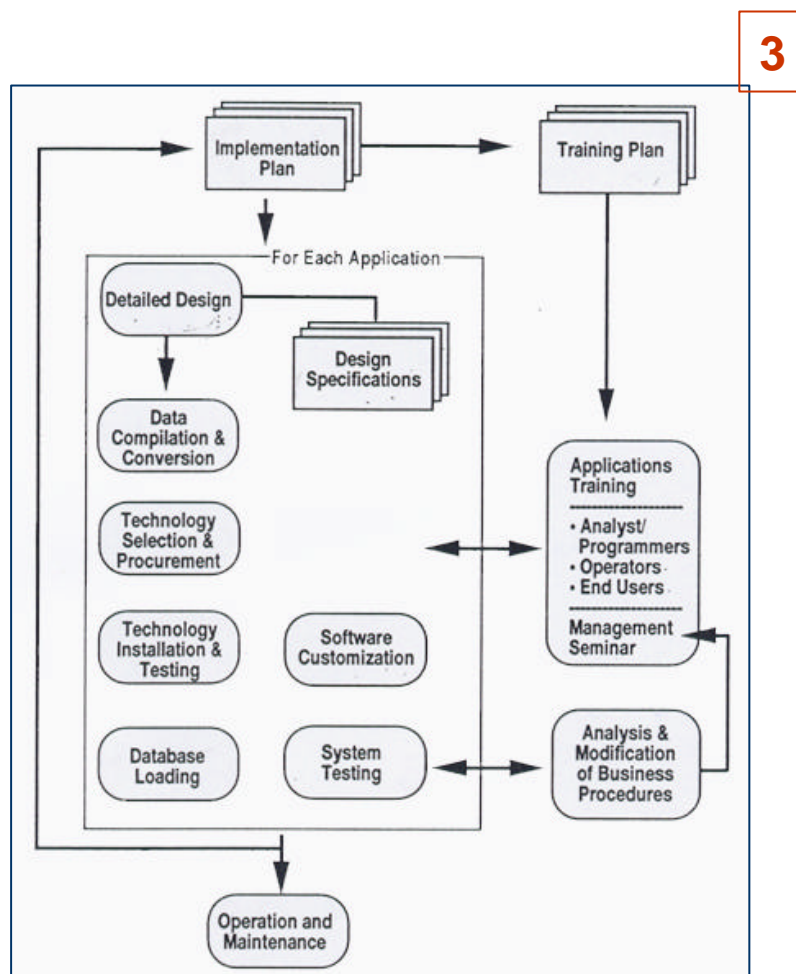 3
Implementation
Plan
Training Plan
For Each Application
Detailed Design
Design
Specifications
Data
Compilation &
Conversion
Technology
Selection &
Procurement
Applications
Training
• Analyst/
Programmers
• Operators
• End Users
Management
Seminar
Technology
Installation &
Testing
Software
Customization
Database
Loading
System
Testing
Analysis &
Modification
of Business
Procedures
Operation and
Maintenance